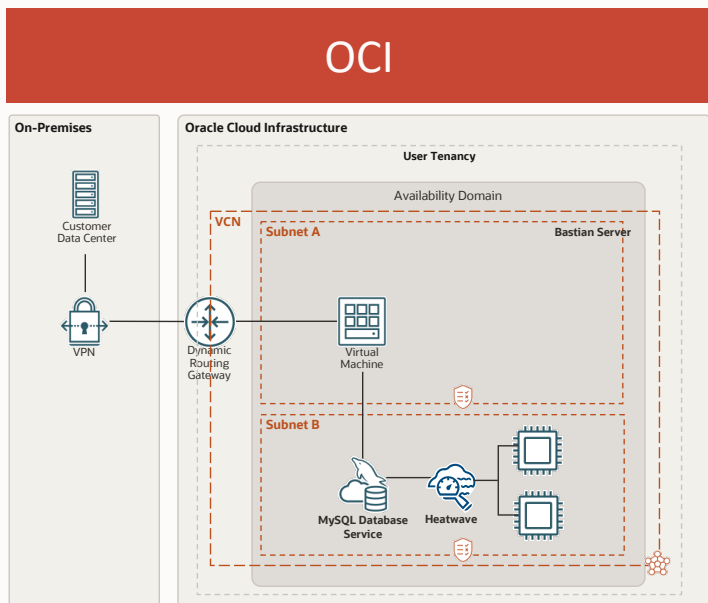 OCI
On-Premises
Oracle Cloud Infrastructure
User Tenancy
Availability Domain
VCN
Subnet A
Bastian Server
Customer
Data Center
VPN
Dynamic
Routing
Gateway
Virtual
Machine
Subnet B
MySQL Database
Service
Heatwave